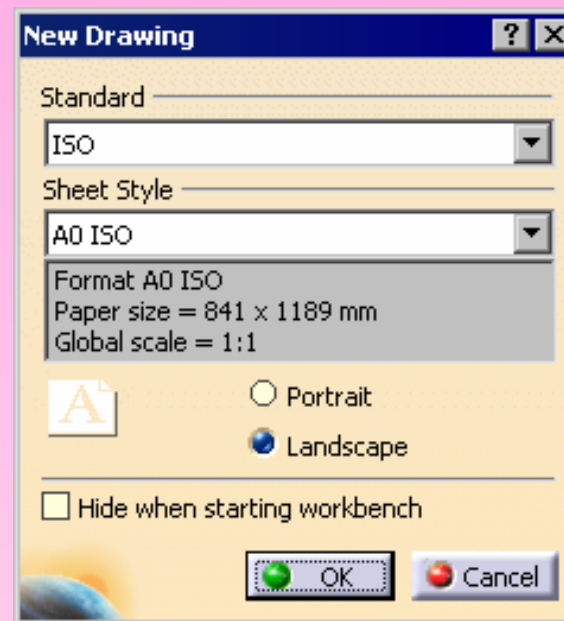 New Drawing
Standard
ISO
Sheet Style
A0 ISO
Format A0 ISO
Paper size = 841 x 1189 mm
Global scale = 1:1
A
Portrait
Landscape
Hide when starting workbench
OK Cancel